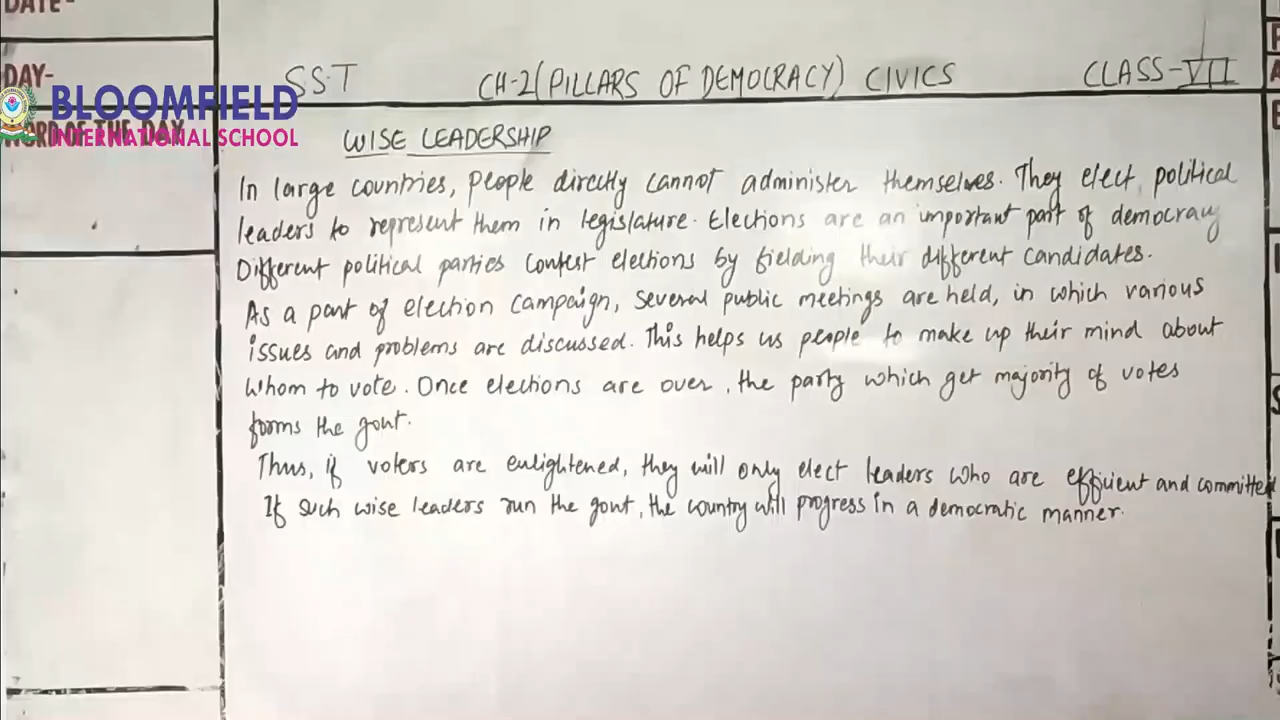 DATE-
DAY-
BLOOMFIELD
INTERNATIONAL SCHOOL
WORD OF THE DAY
S.S.T CH-2 (PILLARS OF DEMOCRACY) CIVICS CLASS-VII
WISE LEADERSHIP
In large countries, people directly cannot administer themselves. They elect political
leaders to represent them in legislature. Elections are an important part of democracy
Different political parties contest elections by fielding their different candidates.
As a part of election campaign, several public meetings are held, in which various
issues and problems are discussed. This helps us people to make up their mind about
whom to vote. Once elections are over, the party which get majority of votes
forms the govt.
Thus, if voters are enlightened, they will only elect leaders who are efficient and committed
If such wise leaders run the govt, the country will progress in a democratic manner.